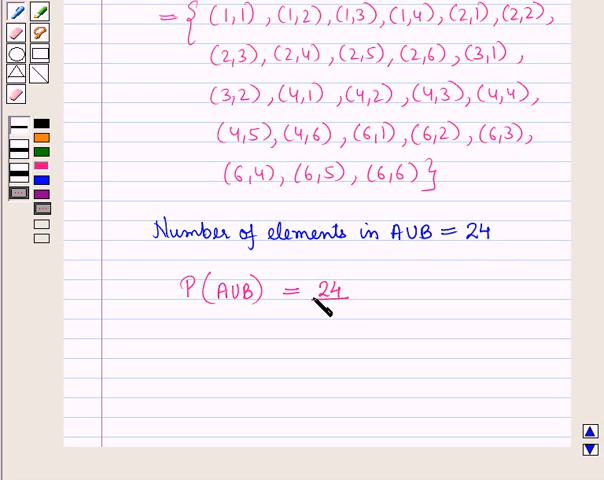 = { (1,1) , (1,2) , (1,3) , (1,4) , (2,1) , (2,2) ,
(2,3) , (2,4) , (2,5) , (2,6) , (3,1) ,
(3,2) , (4,1) , (4,2) , (4,3) , (4,4) ,
(4,5) , (4,6) , (6,1) , (6,2) , (6,3) ,
(6,4) , (6,5) , (6,6) }
Number of elements in A∪B = 24
P(A∪B) = 24